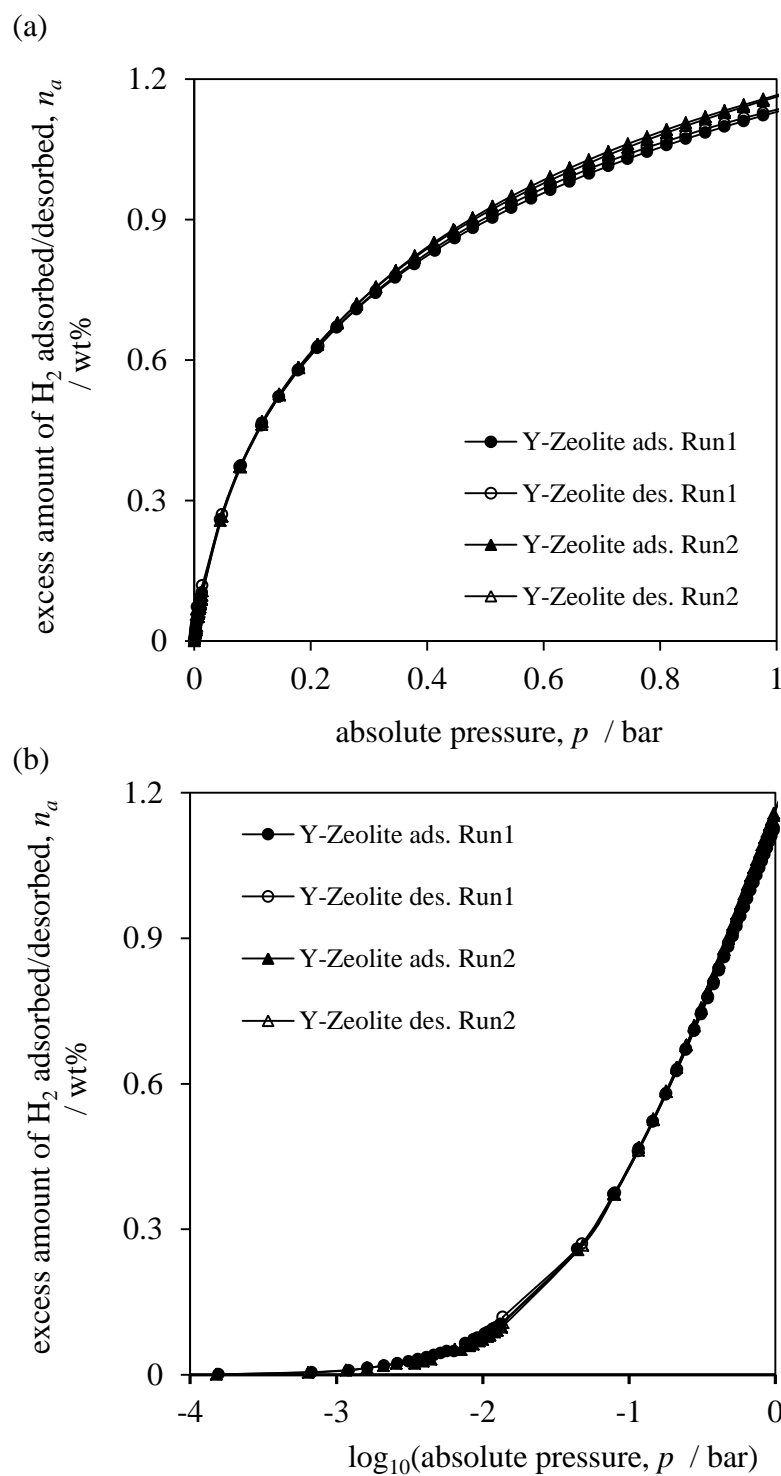 (a)
excess amount of H₂ adsorbed/desorbed, nₐ
/ wt%
1.2
0.9
0.6
0.3
0
Y-Zeolite ads. Run1
Y-Zeolite des. Run1
Y-Zeolite ads. Run2
Y-Zeolite des. Run2
0 0.2 0.4 0.6 0.8 1
absolute pressure, p / bar
(b)
excess amount of H₂ adsorbed/desorbed, nₐ
/ wt%
1.2
0.9
0.6
0.3
0
Y-Zeolite ads. Run1
Y-Zeolite des. Run1
Y-Zeolite ads. Run2
Y-Zeolite des. Run2
-4 -3 -2 -1 0
log₁₀(absolute pressure, p / bar)